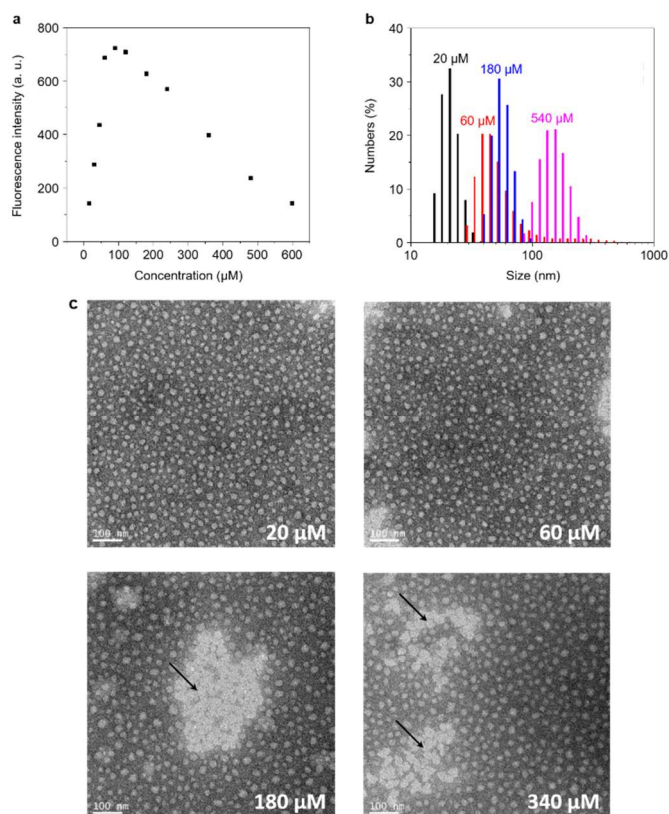 a
800
600
400
200
0
Fluorescence intensity (a. u.)
0 100 200 300 400 500 600
Concentration (µM)
b
40
30
20
10
0
Numbers (%)
20 µM
180 µM
60 µM
540 µM
10 100 1000
Size (nm)
c
100 nm
20 µM
100 nm
60 µM
100 nm
180 µM
100 nm
340 µM